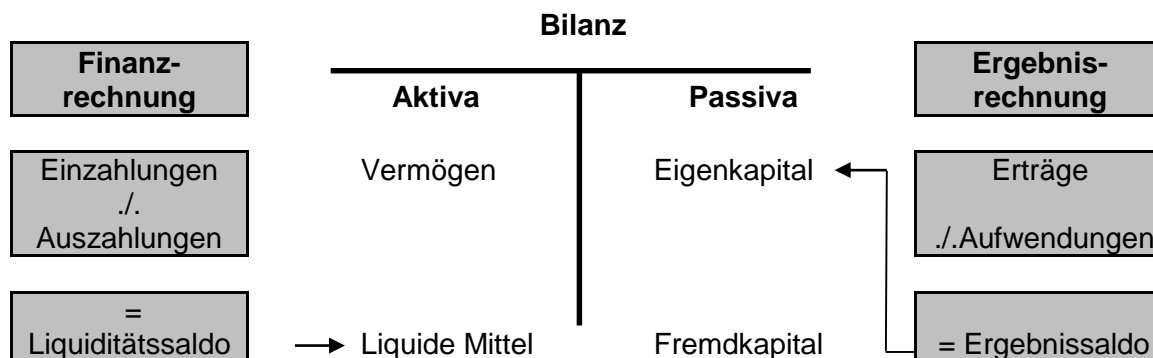 Bilanz
Finanz-
rechnung
Aktiva
Passiva
Ergebnis-
rechnung
Einzahlungen
./.
Auszahlungen
Vermögen
Eigenkapital
Erträge
./.Aufwendungen
=
Liquiditätssaldo
Liquide Mittel
Fremdkapital
= Ergebnissaldo